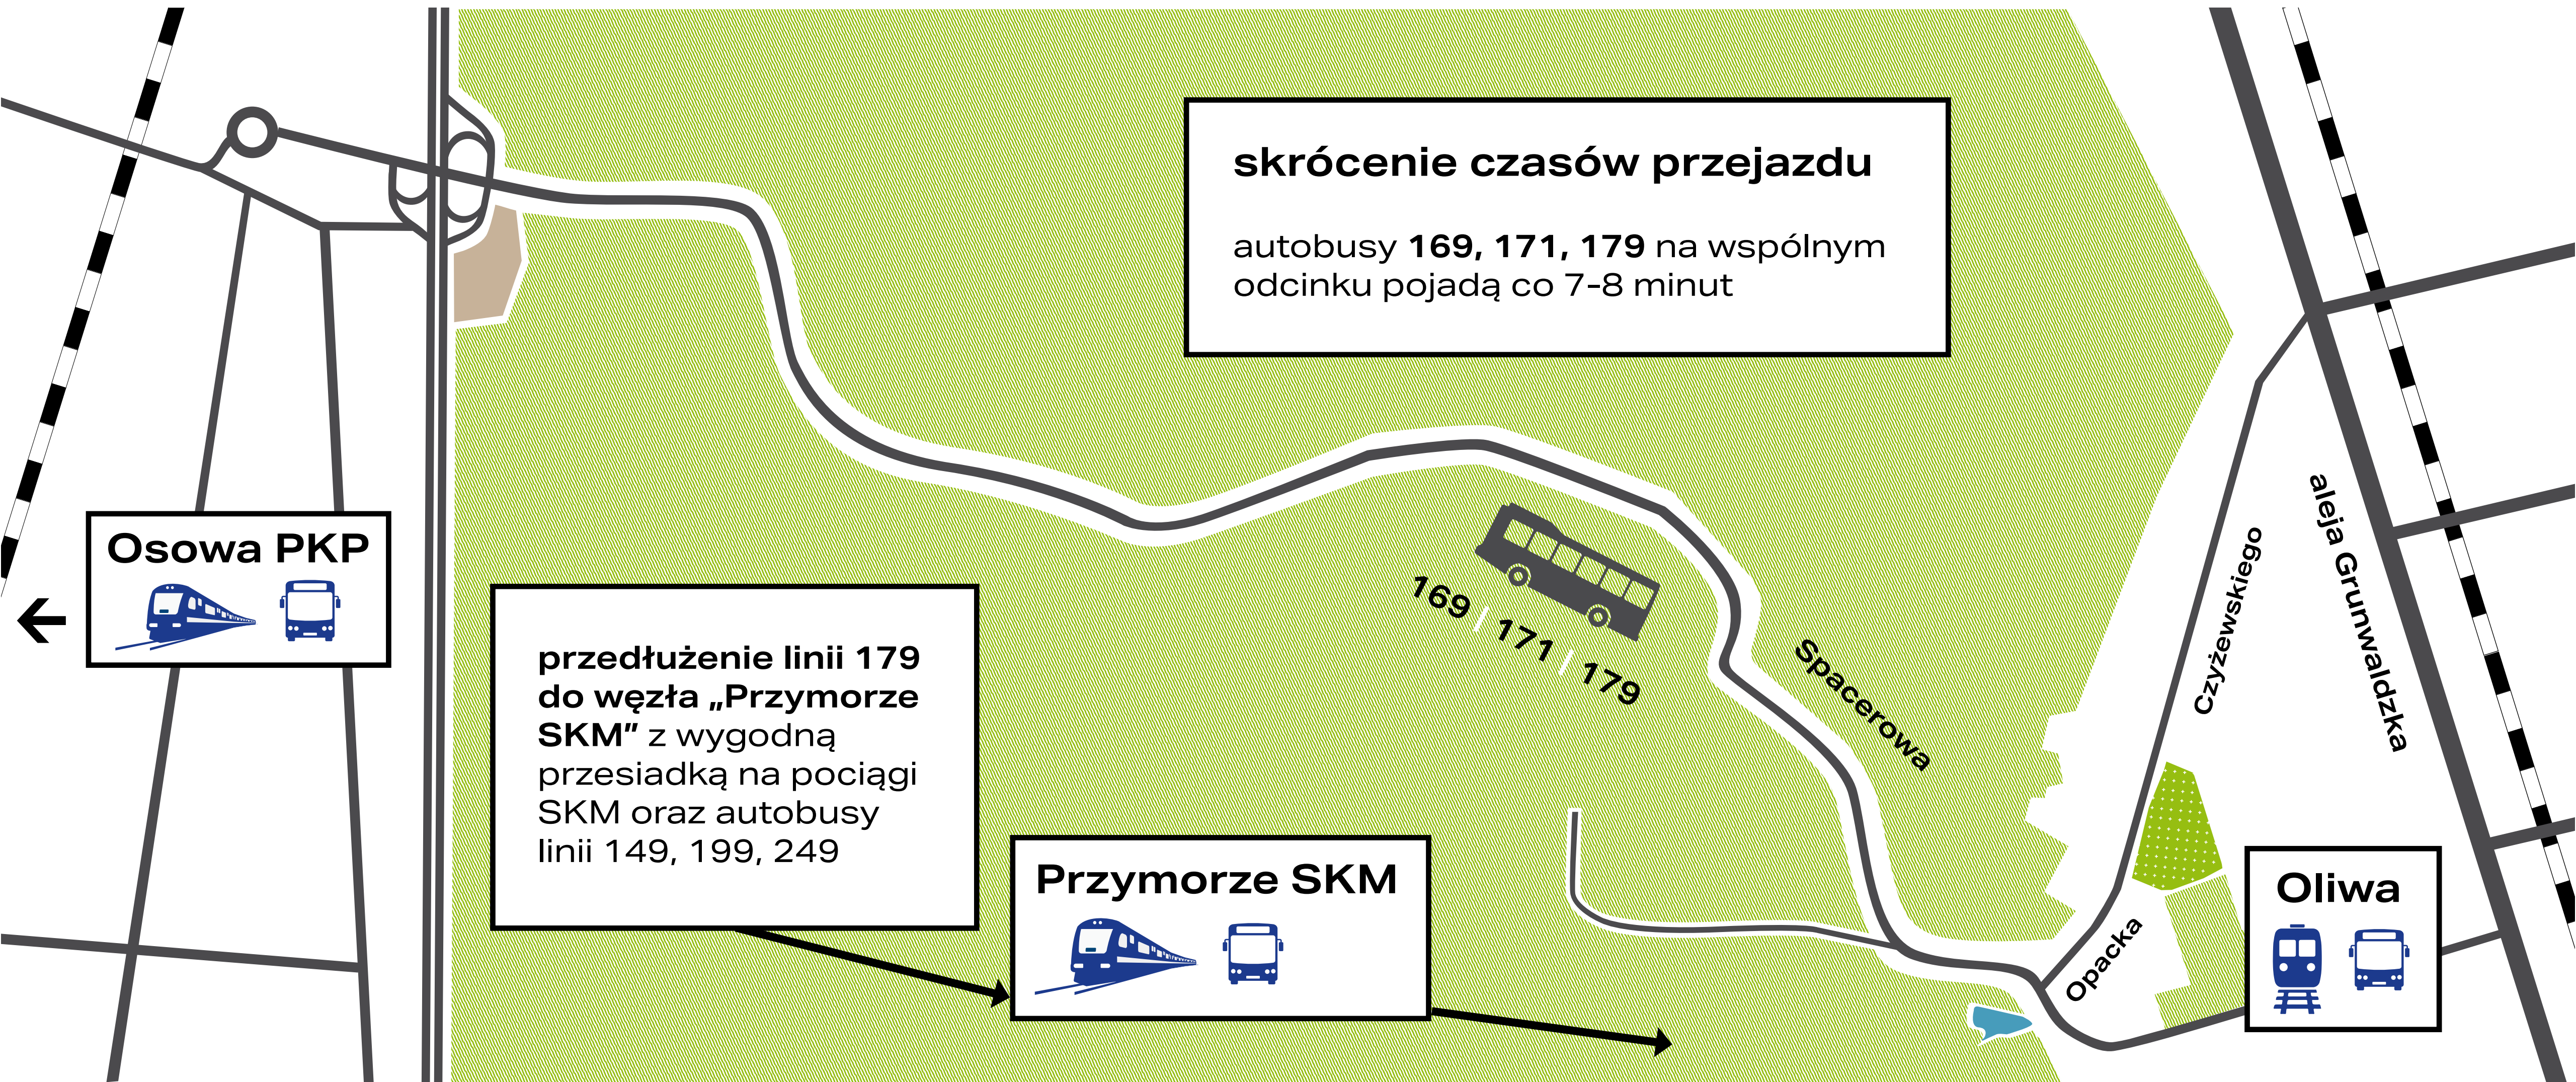 skrócenie czasów przejazdu
autobusy 169, 171, 179 na wspólnym
odcinku pojadą co 7-8 minut
Osowa PKP
przedłużenie linii 179
do węzła „Przymorze
SKM” z wygodną
przesiadką na pociągi
SKM oraz autobusy
linii 149, 199, 249
169 / 171 / 179
Spacerowa
Czyżewskiego
aleja Grunwaldzka
Przymorze SKM
Opacka
Oliwa